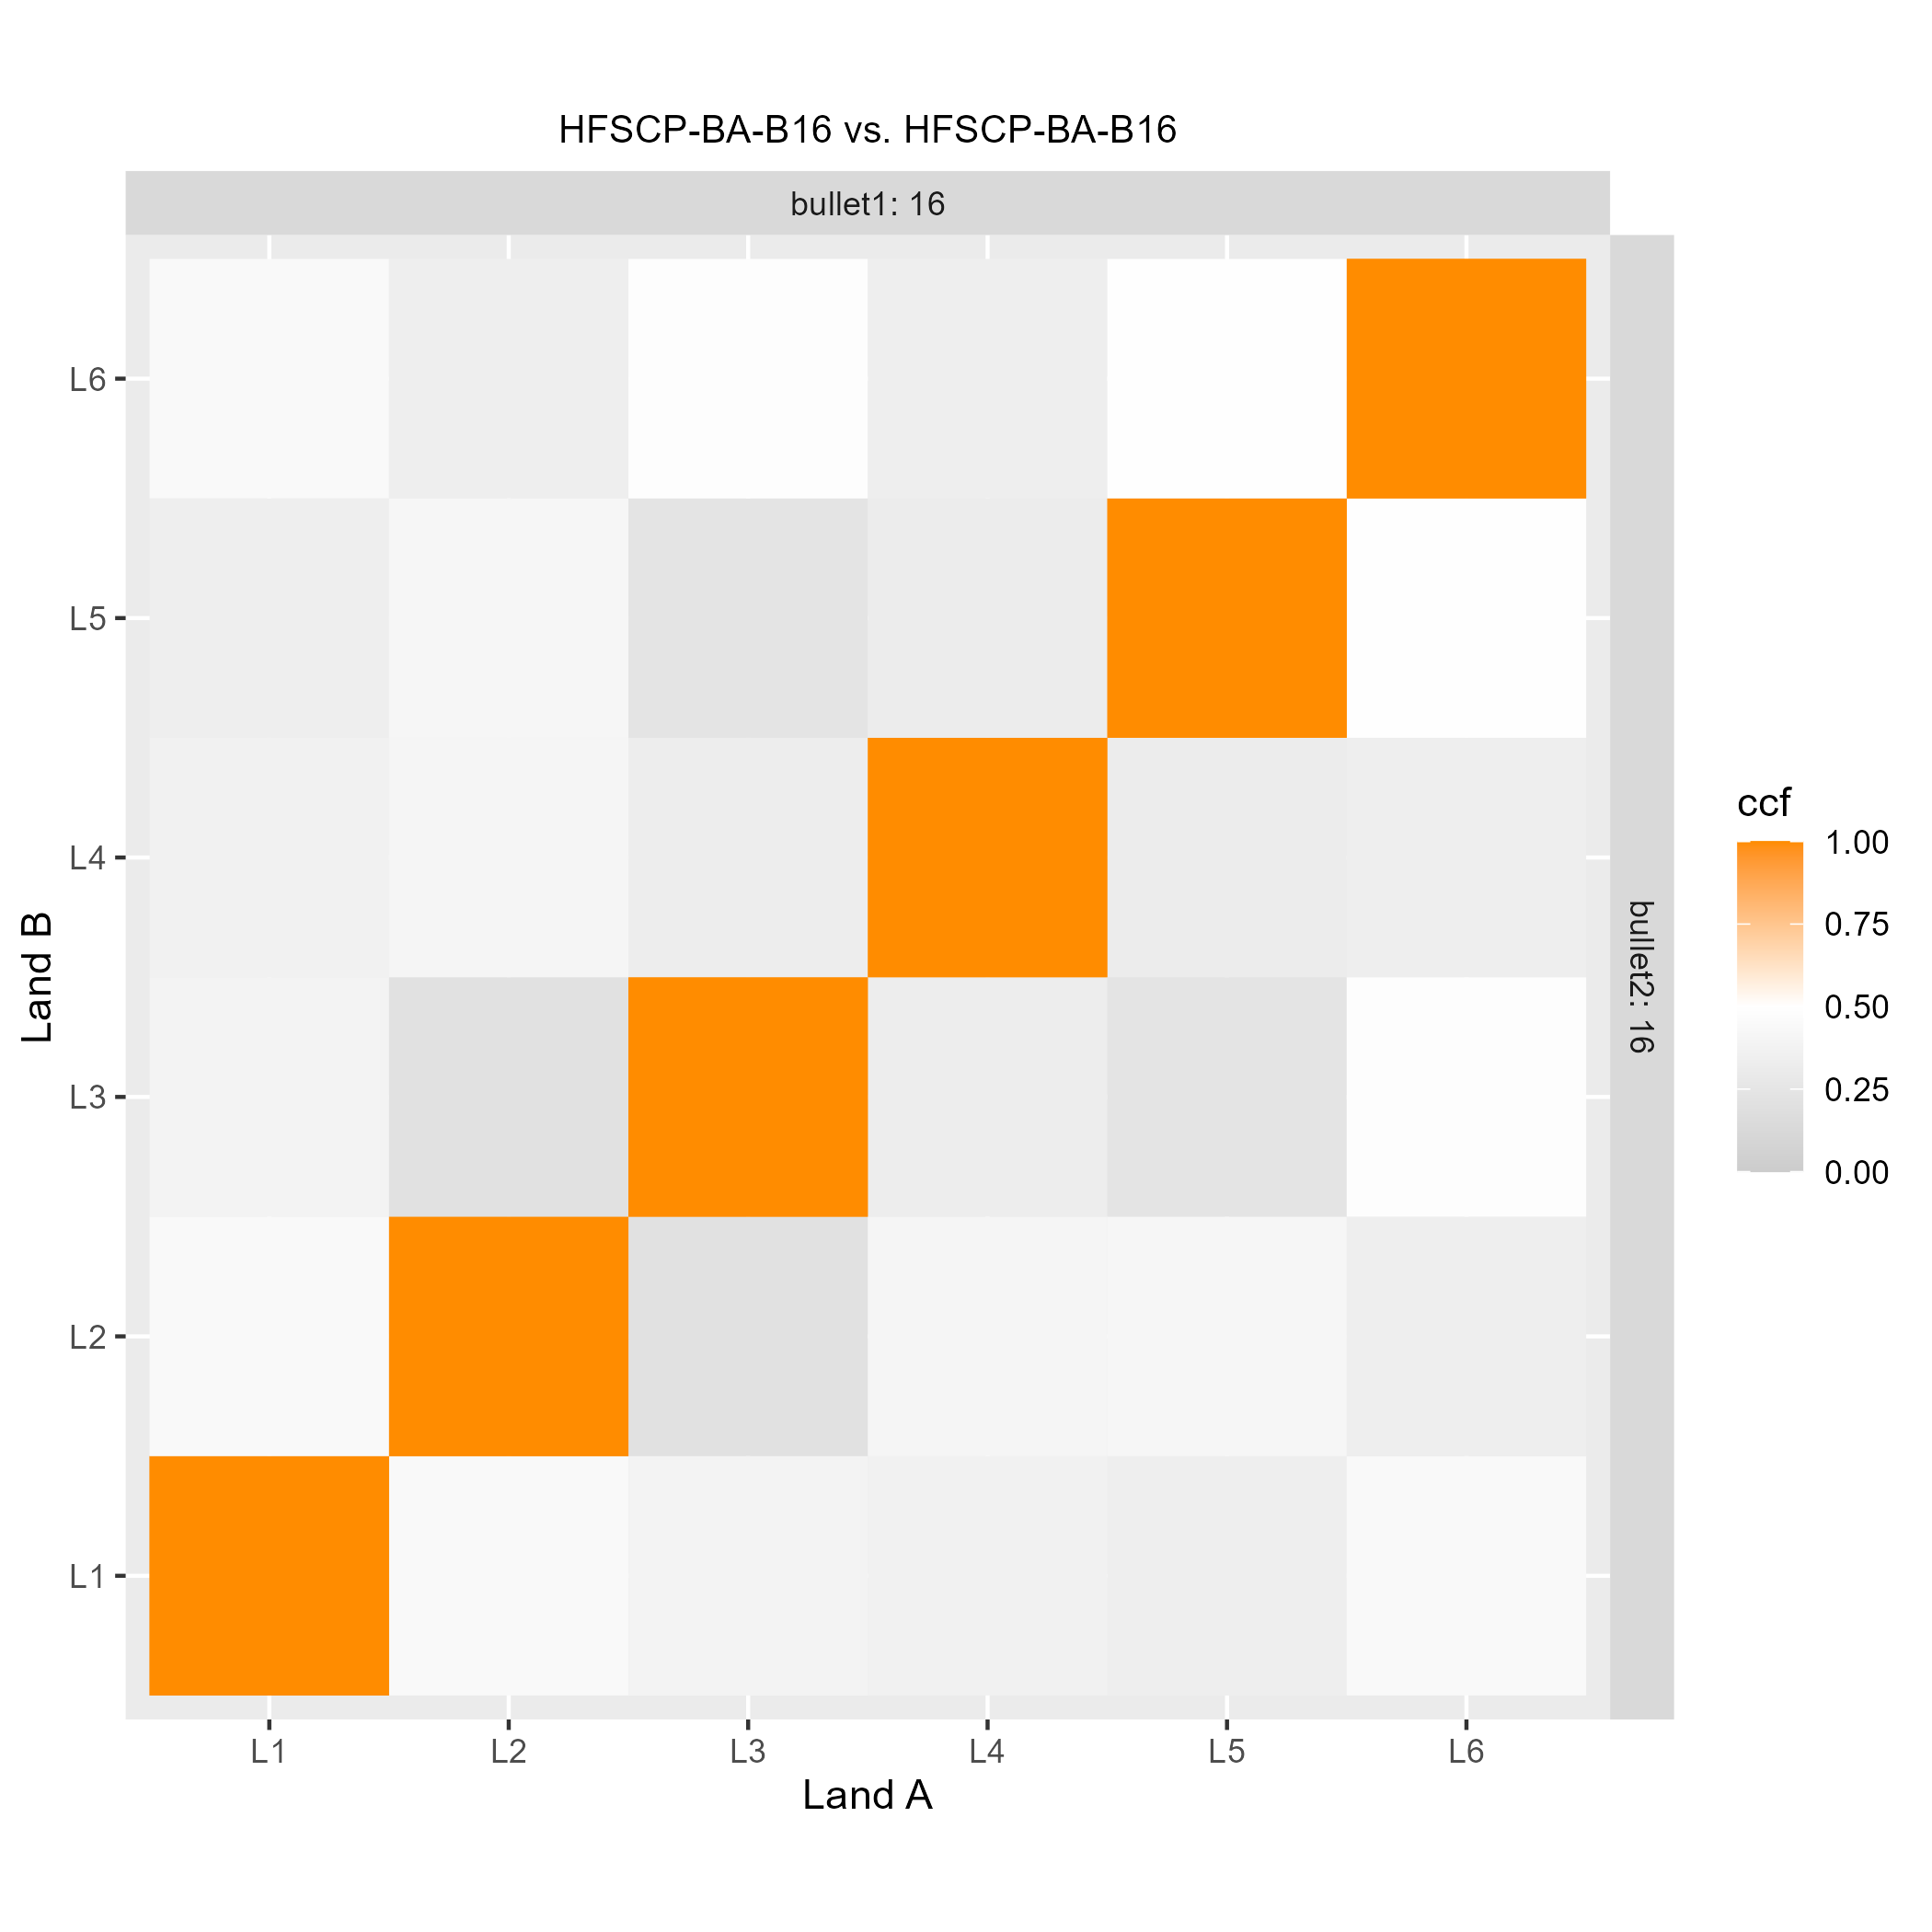 HFSCP-BA-B16 vs. HFSCP-BA-B16
bullet1: 16
L6
L5
L4
L3
L2
L1
Land B
L1
L2
L3
L4
L5
L6
Land A
bullet2: 16
ccf
1.00
0.75
0.50
0.25
0.00